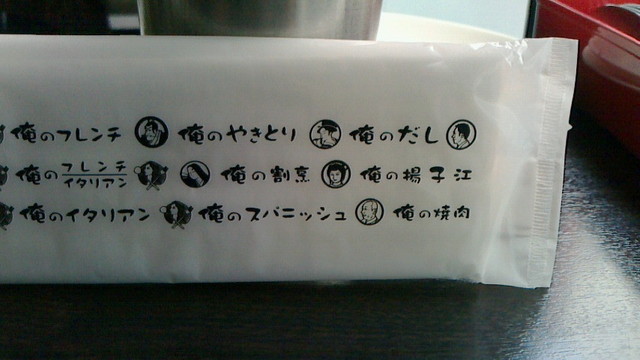 俺のフレンチ 俺のやきとり 俺のだし
俺のフレンチ/イタリアン 俺の割烹 俺の揚子江
俺のイタリアン 俺のスパニッシュ 俺の焼肉